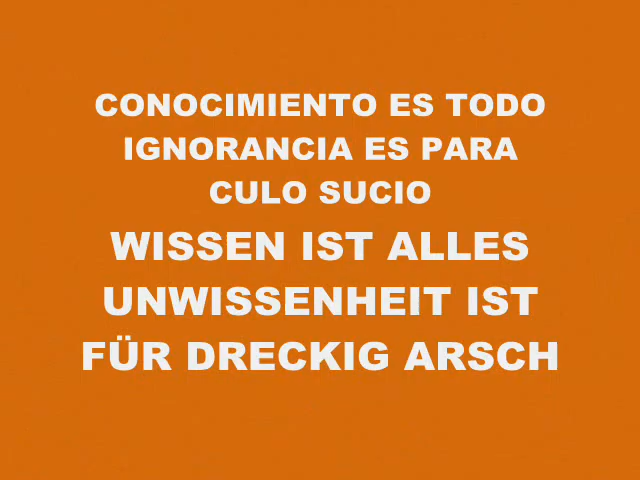 CONOCIMIENTO ES TODO
IGNORANCIA ES PARA
CULO SUCIO
WISSEN IST ALLES
UNWISSENHEIT IST
FÜR DRECKIG ARSCH